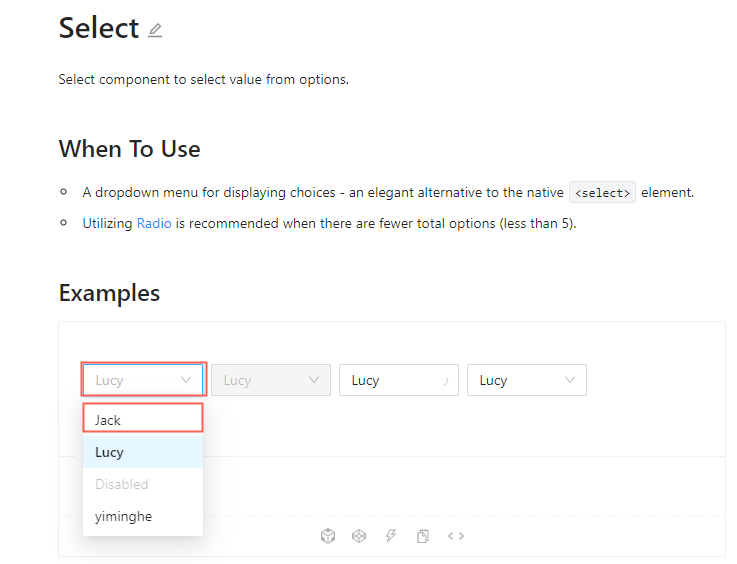 Select
Select component to select value from options.
When To Use
A dropdown menu for displaying choices - an elegant alternative to the native <select> element.
Utilizing Radio is recommended when there are fewer total options (less than 5).
Examples
Lucy Lucy Lucy Lucy
Jack
Lucy
Disabled
yiminghe